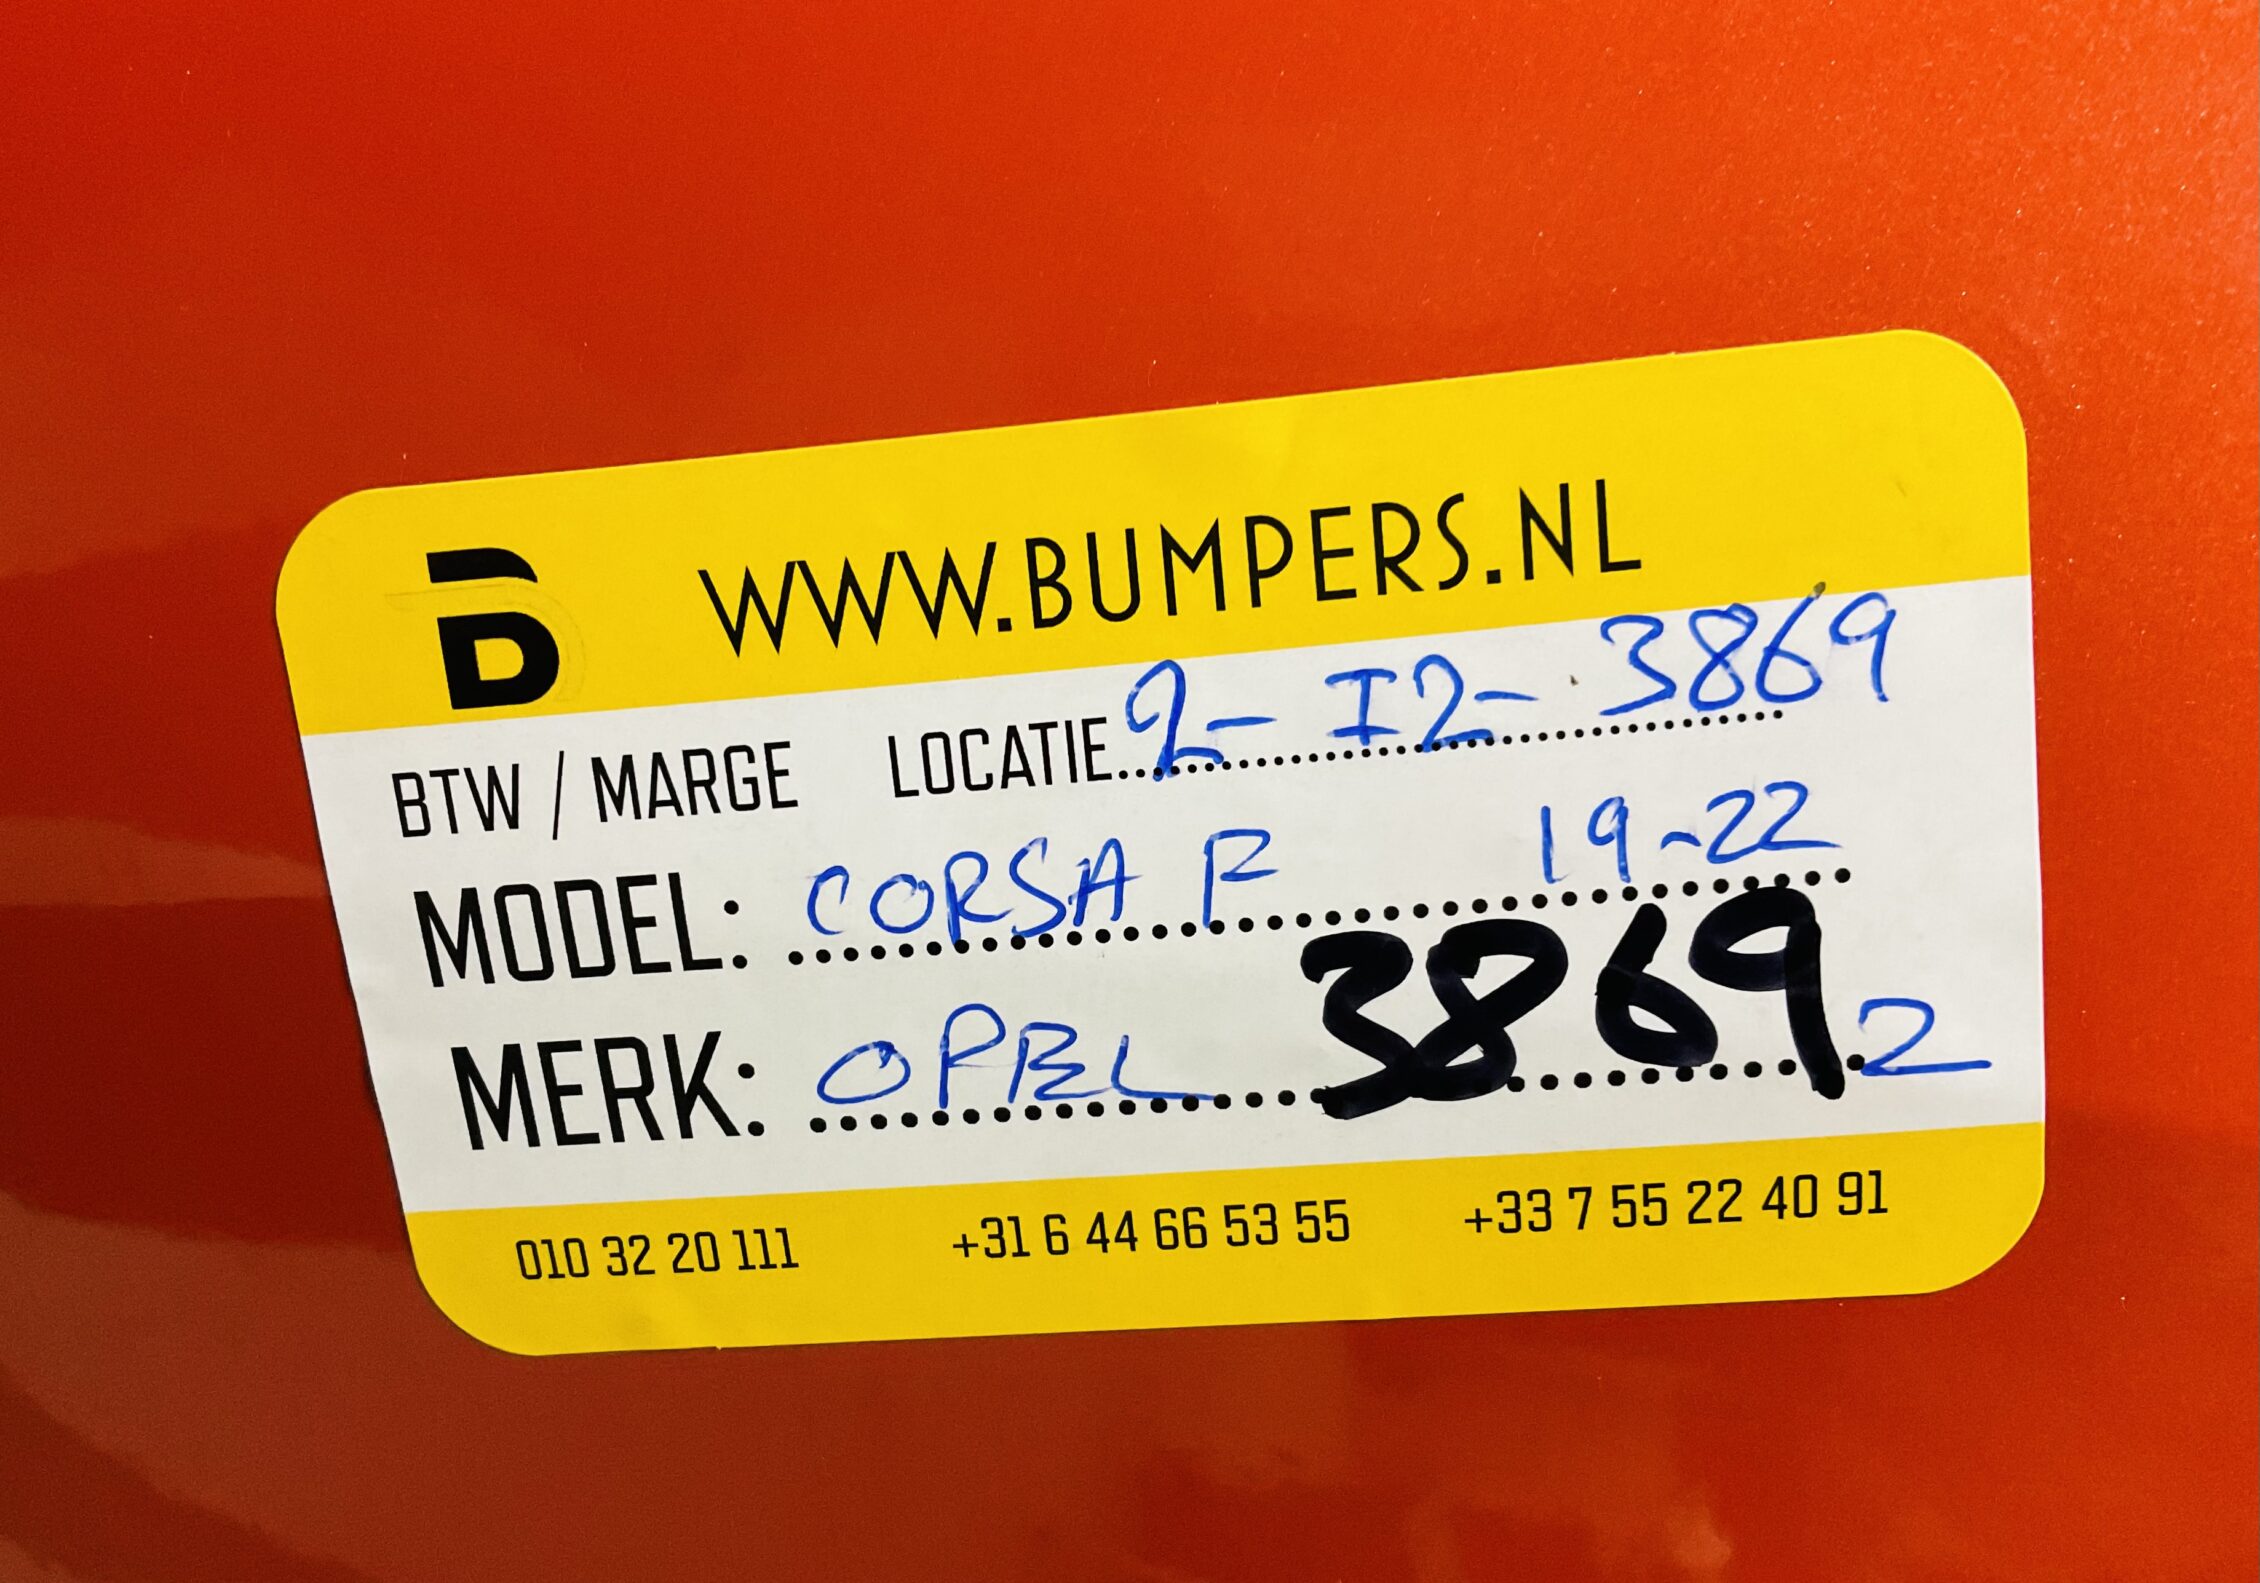 B WWW.BUMPERS.NL
BTW / MARGE LOCATIE 2-I2-3869
MODEL: CORSA F 19-22
MERK: OPEL 3869 2
010 32 20 111 +31 6 44 66 53 55 +33 7 55 22 40 91